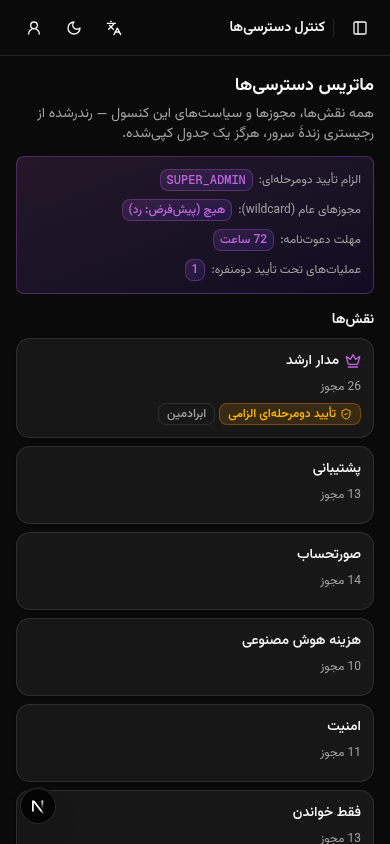 کنترل دسترسی‌ها
ماتریس دسترسی‌ها
همه نقش‌ها، مجوزها و سیاست‌های این کنسول — رندرشده از
رجیستری زندهٔ سرور، هرگز یک جدول کپی‌شده.
الزام تأیید دومرحله‌ای: SUPER_ADMIN
مجوزهای عام (wildcard): هیچ (پیش‌فرض: رد)
مهلت دعوت‌نامه: 72 ساعت
عملیات‌های تحت تأیید دومنفره: 1
نقش‌ها
مدار ارشد
26 مجوز
تأیید دومرحله‌ای الزامی ابرادمین
پشتیبانی
13 مجوز
صورتحساب
14 مجوز
هزینه هوش مصنوعی
10 مجوز
امنیت
11 مجوز
فقط خواندن
13 مجوز
N